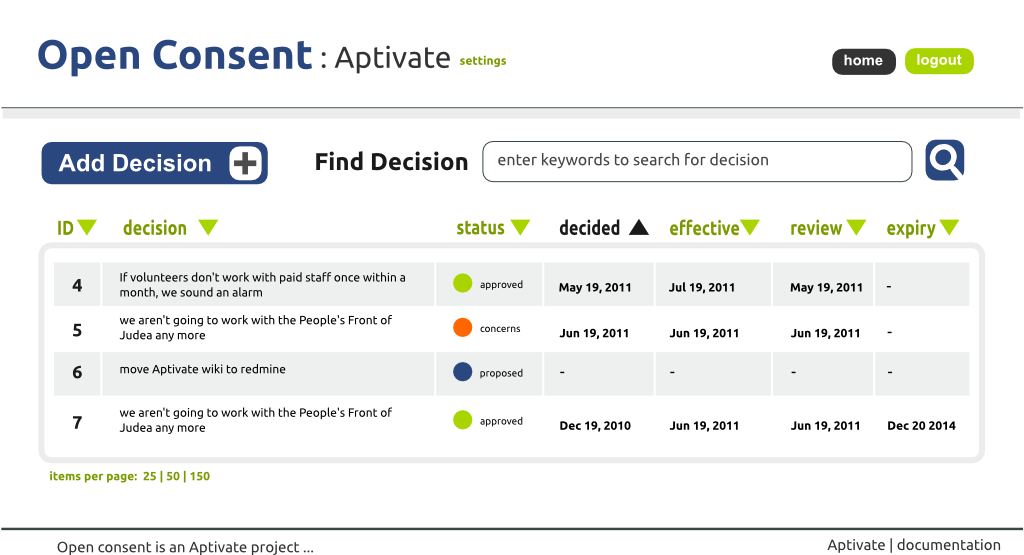 Open Consent : Aptivate settings
home logout
Add Decision Find Decision enter keywords to search for decision
ID decision status decided effective review expiry
4 If volunteers don't work with paid staff once within a
month, we sound an alarm approved May 19, 2011 Jul 19, 2011 May 19, 2011 -
5 we aren't going to work with the People's Front of
Judea any more concerns Jun 19, 2011 Jun 19, 2011 Jun 19, 2011 -
6 move Aptivate wiki to redmine proposed - - - -
7 we aren't going to work with the People's Front of
Judea any more approved Dec 19, 2010 Jun 19, 2011 Jun 19, 2011 Dec 20 2014
items per page: 25 | 50 | 150
Open consent is an Aptivate project ... Aptivate | documentation